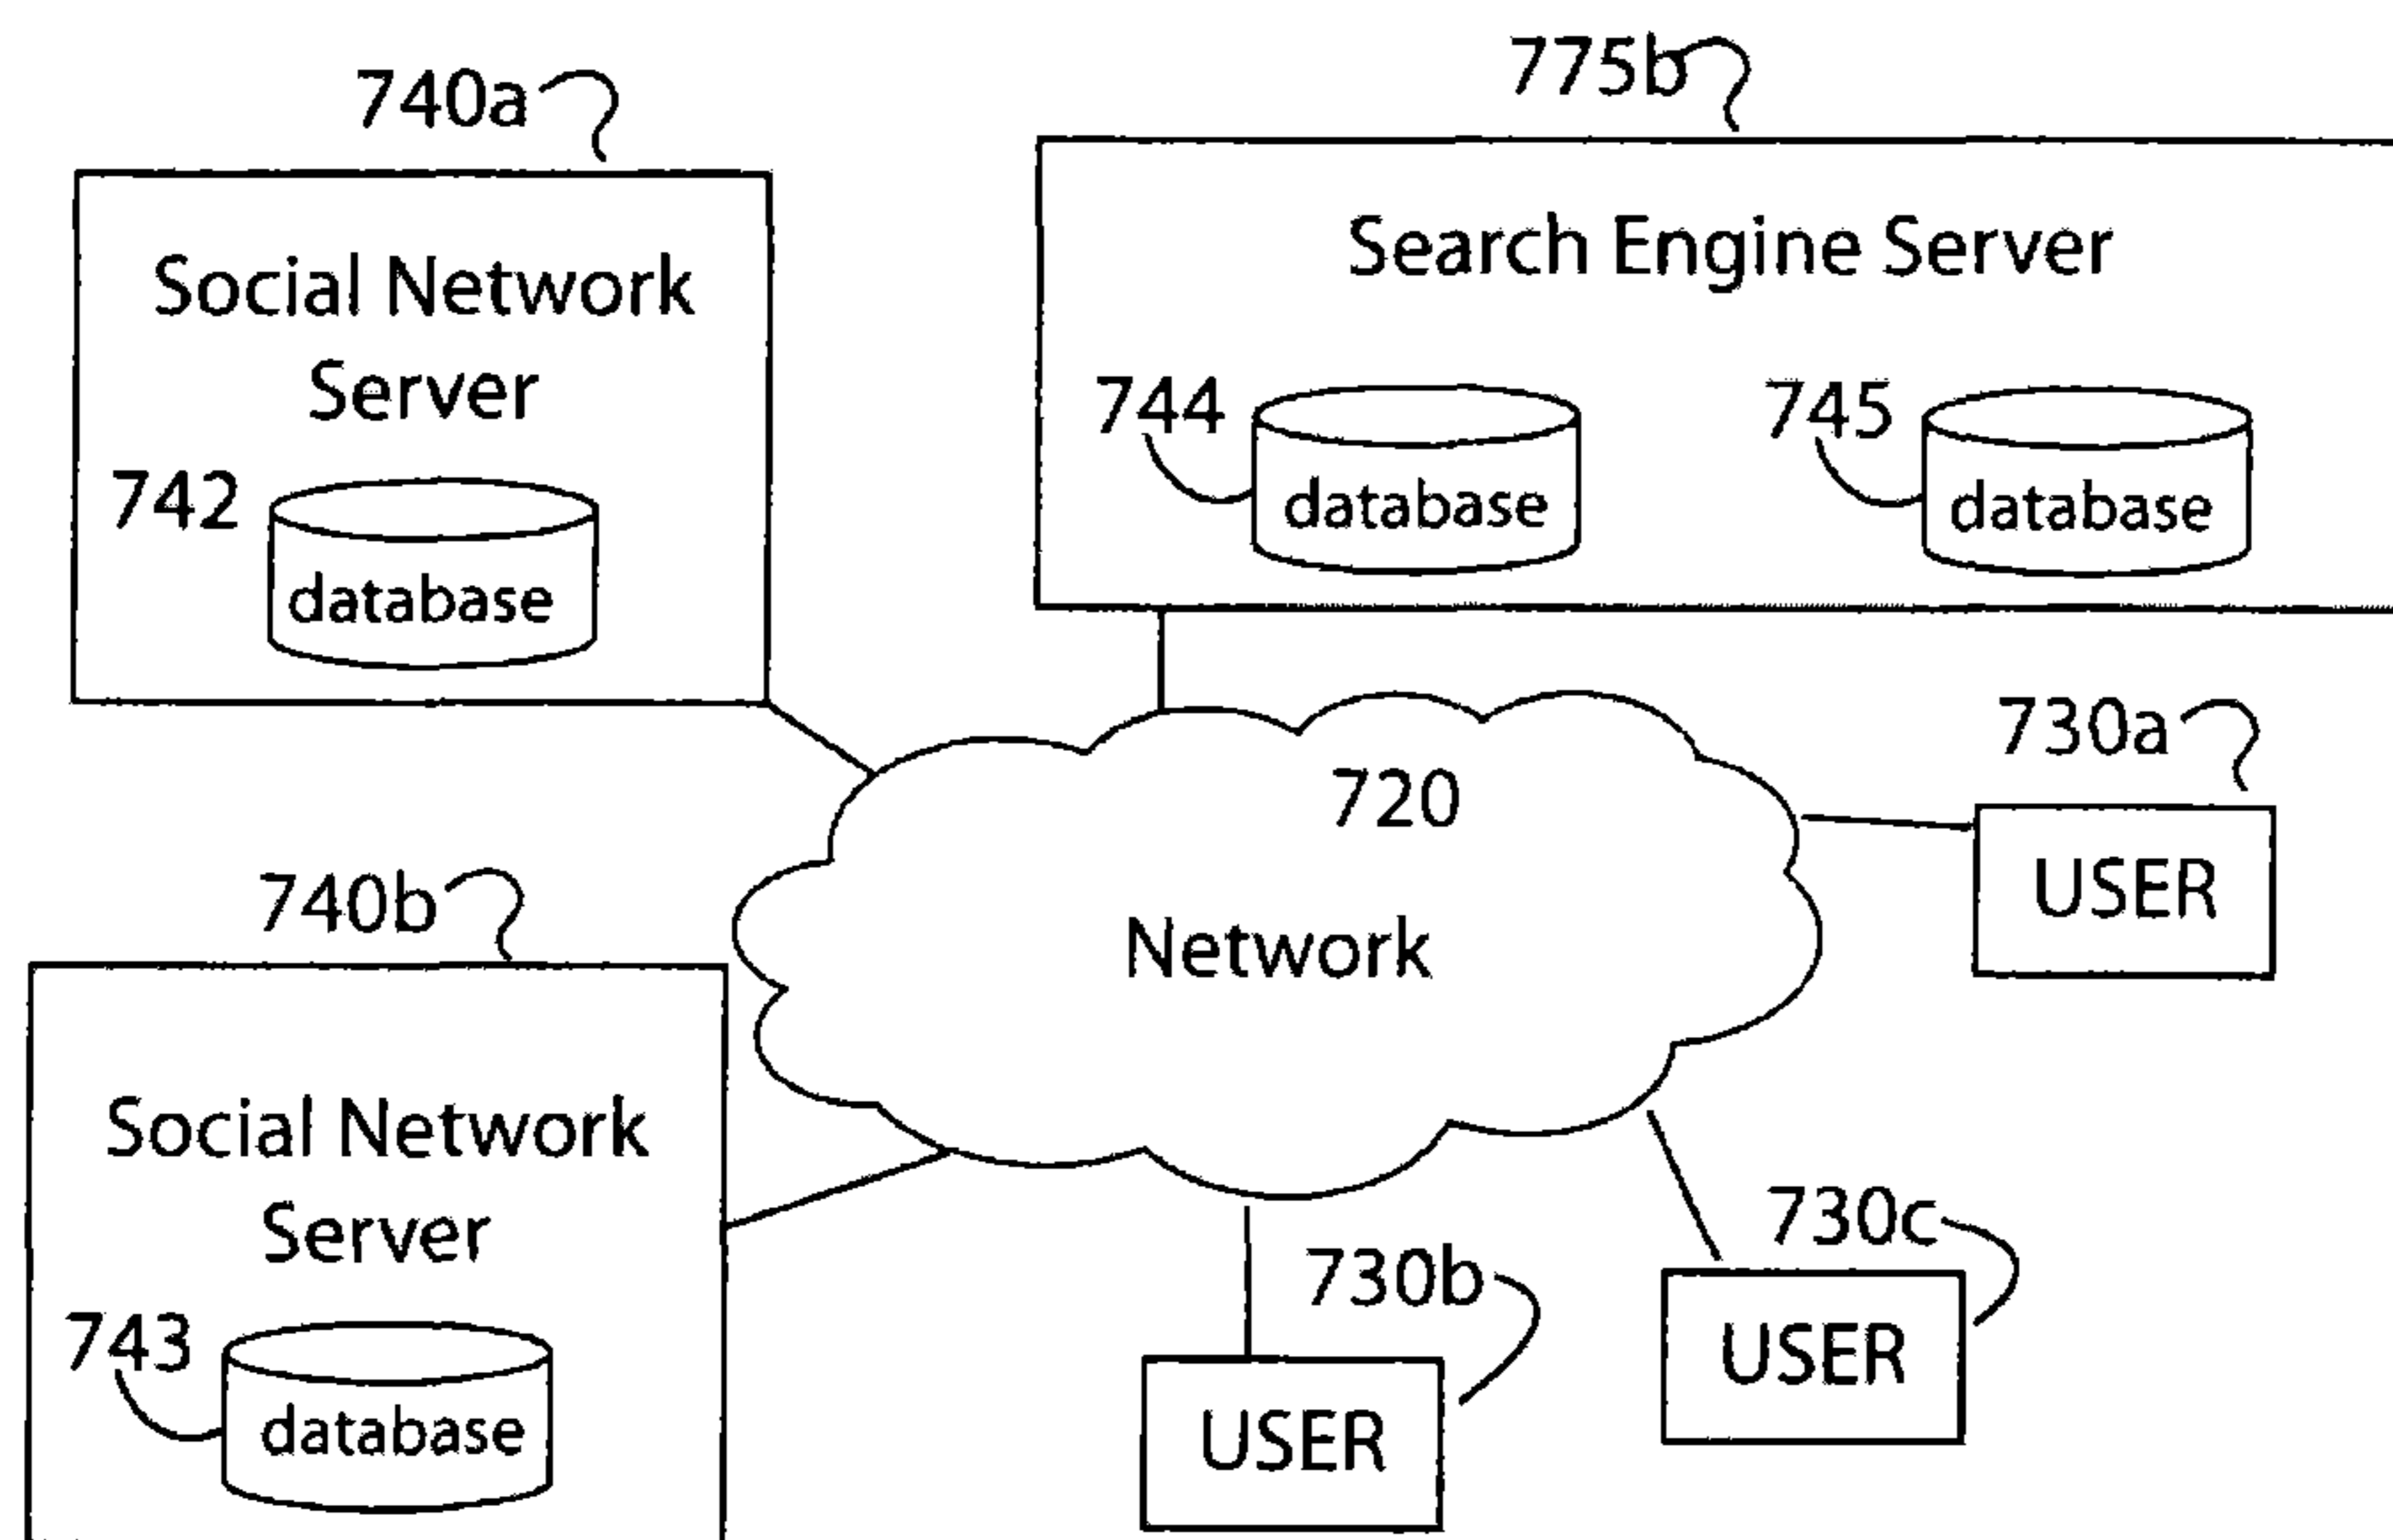 740a
Social Network
Server
742
database
775b
Search Engine Server
744
database
745
database
720
Network
730a
USER
740b
Social Network
Server
743
database
730b
USER
730c
USER